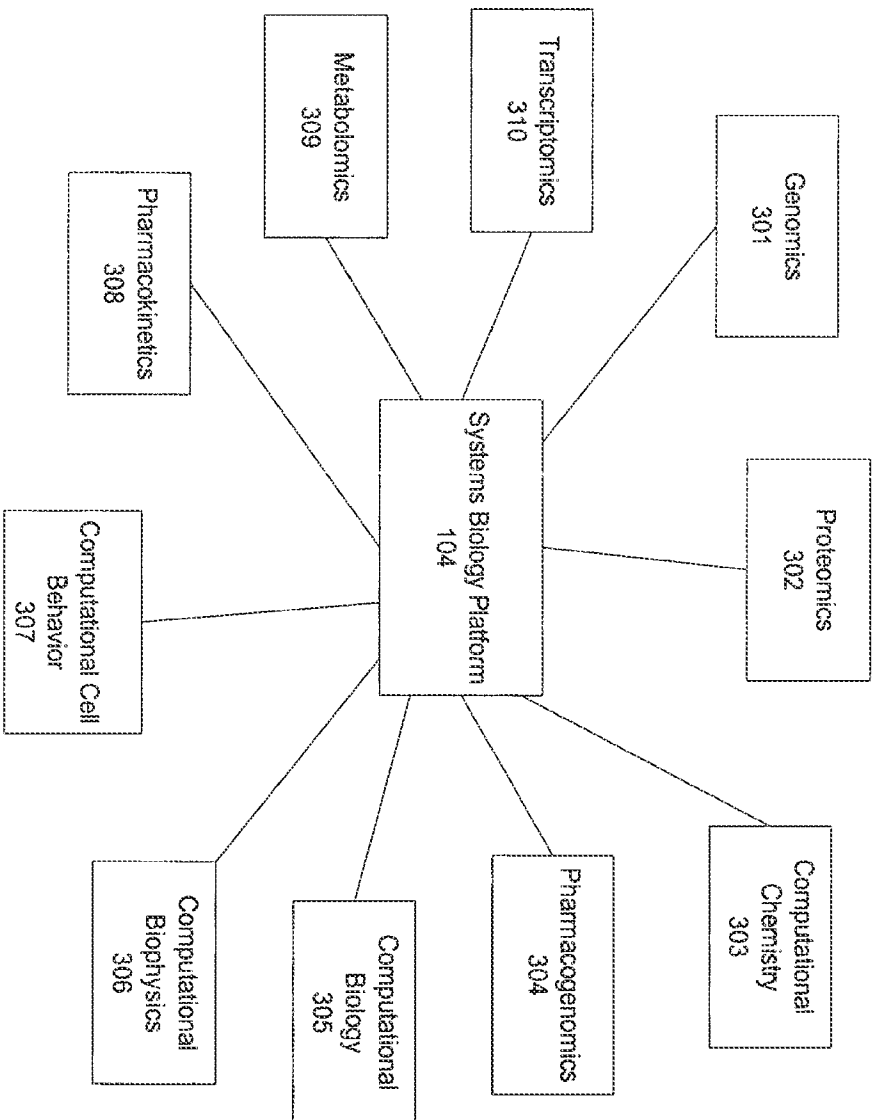 Genomics
301
Proteomics
302
Computational
Chemistry
303
Transcriptomics
310
Pharmacogenomics
304
Systems Biology Platform
104
Metabolomics
309
Computational
Biology
305
Pharmacokinetics
308
Computational
Biophysics
306
Computational Cell
Behavior
307